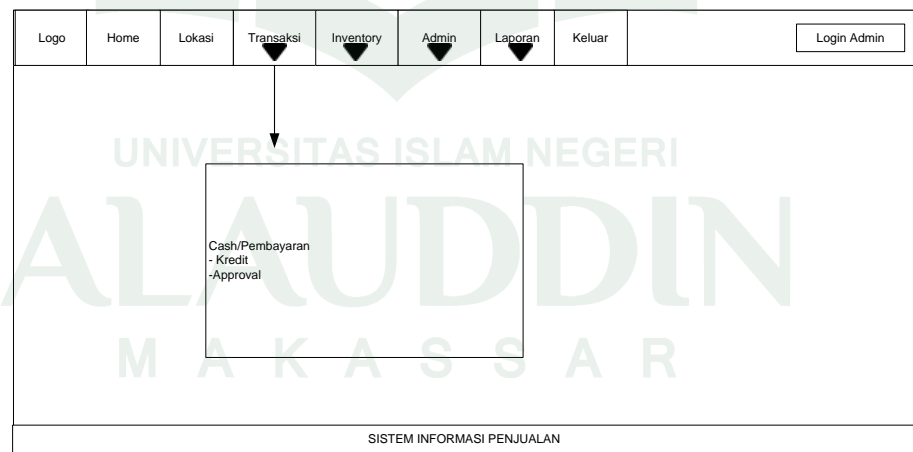 Logo Home Lokasi Transaksi Inventory Admin Laporan Keluar Login Admin
UNIVERSITAS ISLAM NEGERI
ALAUDDIN
MAKASSAR
Cash/Pembayaran
- Kredit
-Approval
SISTEM INFORMASI PENJUALAN